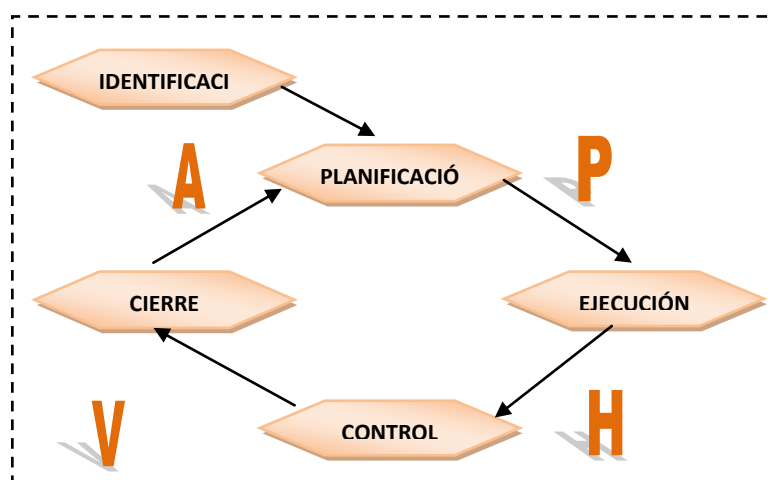 IDENTIFICACI
A
P
PLANIFICACIÓ
CIERRE
EJECUCIÓN
V
H
CONTROL